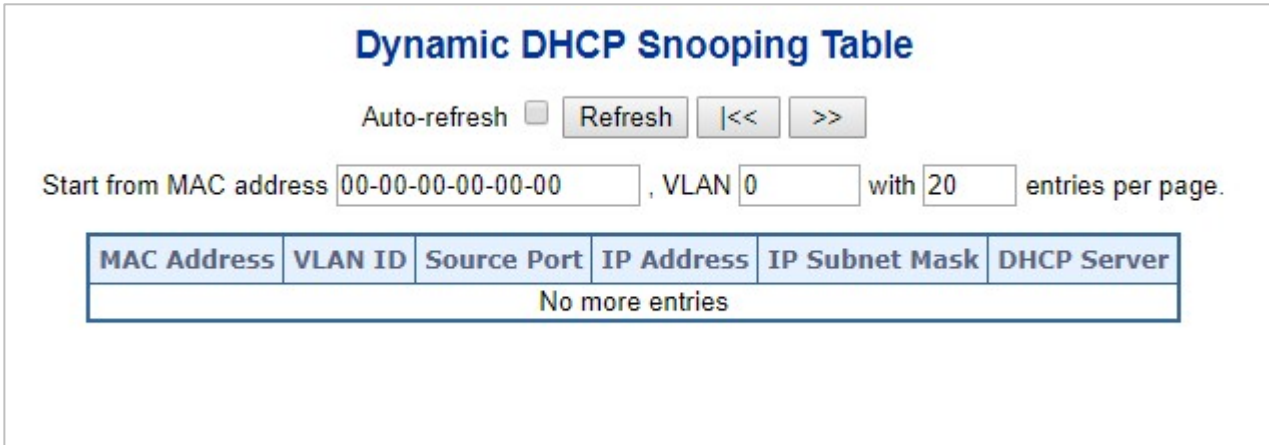 Dynamic DHCP Snooping Table
Auto-refresh Refresh |<< >>
Start from MAC address 00-00-00-00-00-00 , VLAN 0 with 20 entries per page.
MAC Address VLAN ID Source Port IP Address IP Subnet Mask DHCP Server
No more entries